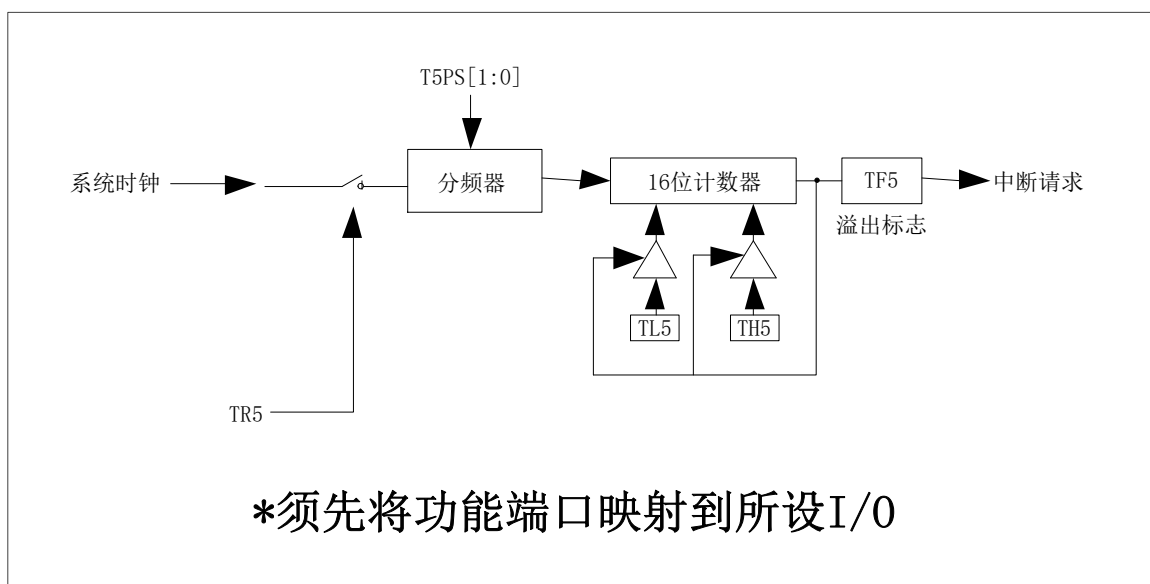 T5PS[1:0]
系统时钟
分频器
16位计数器
TF5
中断请求
溢出标志
TL5
TH5
TR5
*须先将功能端口映射到所设I/O